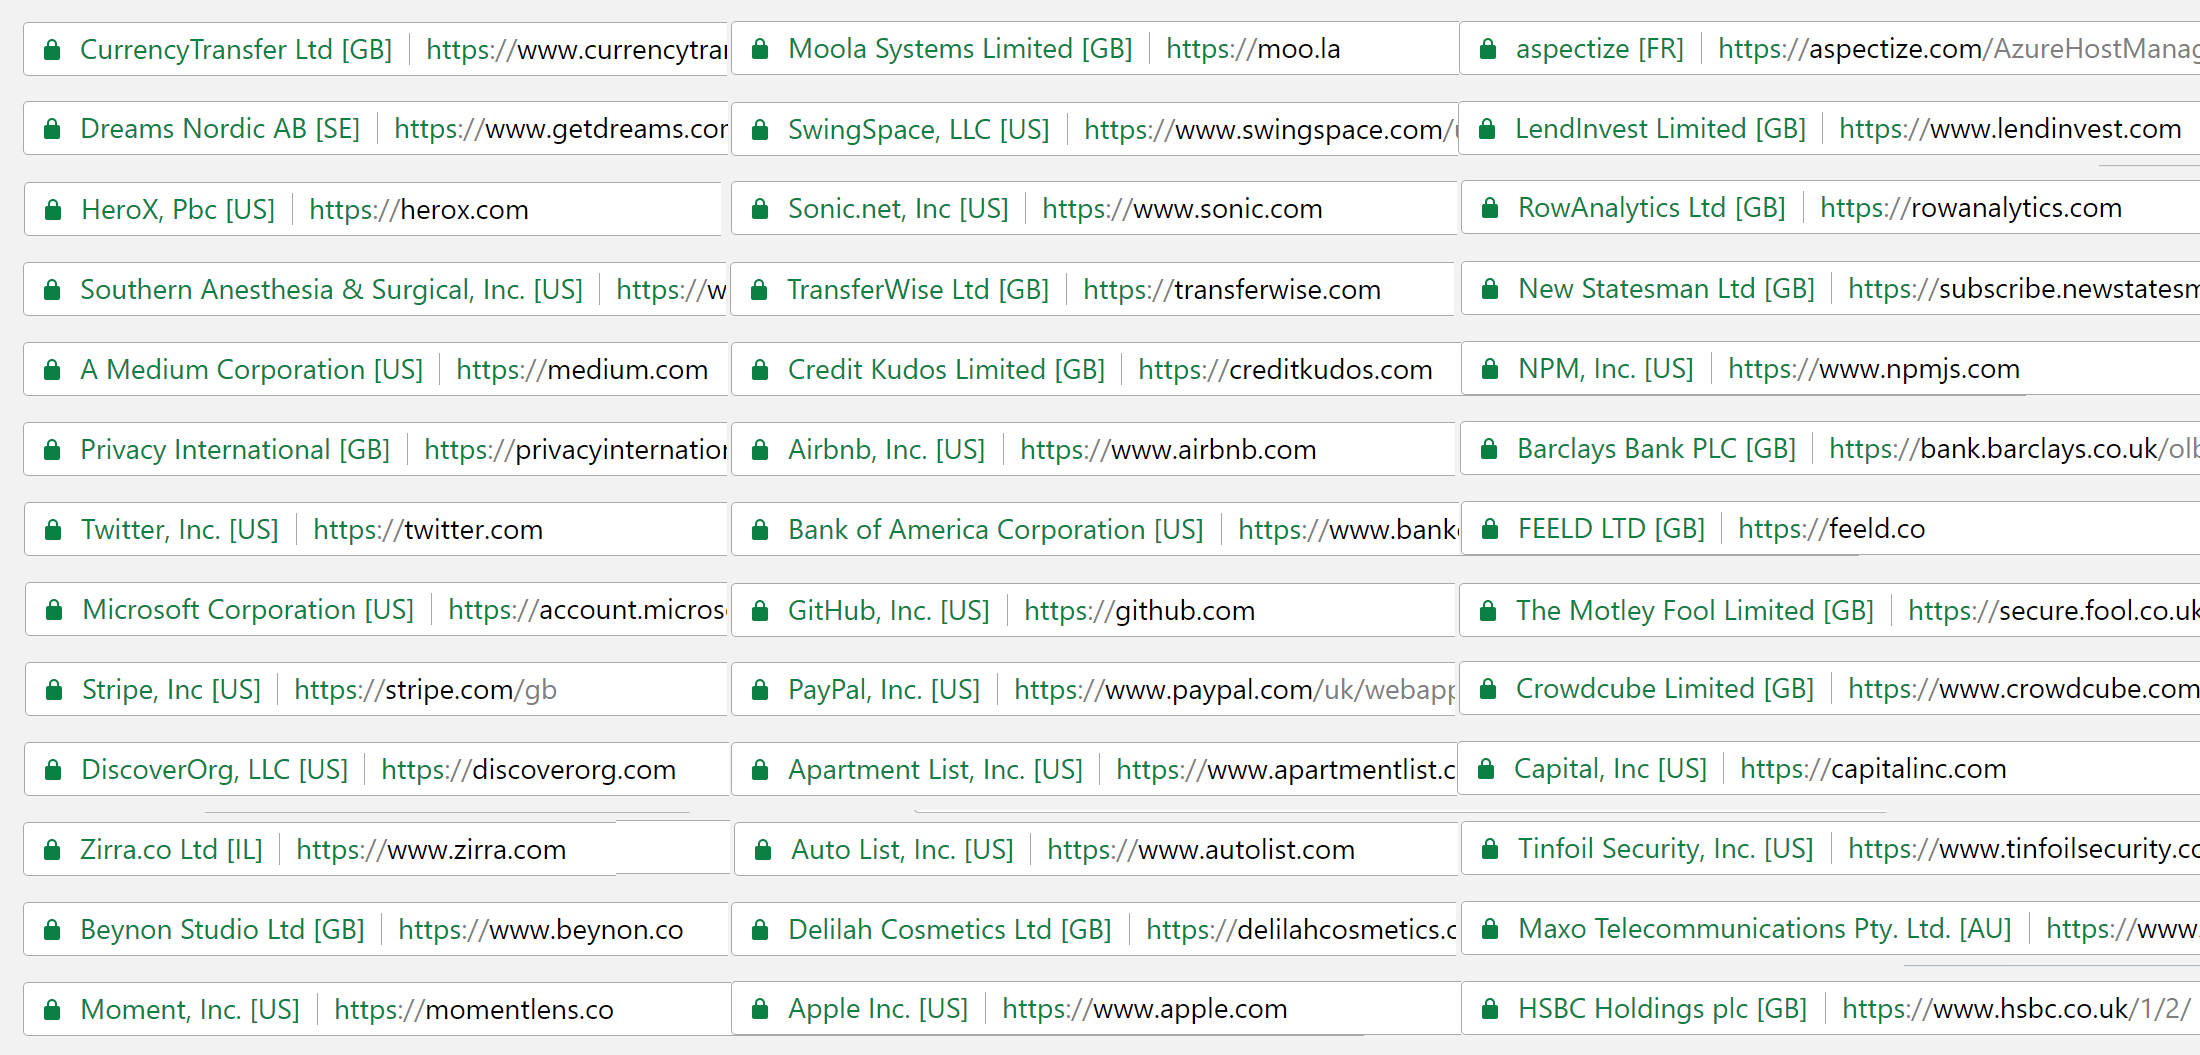 CurrencyTransfer Ltd [GB] https://www.currencytra
Moola Systems Limited [GB] https://moo.la
aspectize [FR] https://aspectize.com/AzureHostManag
Dreams Nordic AB [SE] https://www.getdreams.co
SwingSpace, LLC [US] https://www.swingspace.com/
LendInvest Limited [GB] https://www.lendinvest.com
HeroX, Pbc [US] https://herox.com
Sonic.net, Inc [US] https://www.sonic.com
RowAnalytics Ltd [GB] https://rowanalytics.com
Southern Anesthesia & Surgical, Inc. [US] https://w
TransferWise Ltd [GB] https://transferwise.com
New Statesman Ltd [GB] https://subscribe.newstatesm
A Medium Corporation [US] https://medium.com
Credit Kudos Limited [GB] https://creditkudos.com
NPM, Inc. [US] https://www.npmjs.com
Privacy International [GB] https://privacyinternation
Airbnb, Inc. [US] https://www.airbnb.com
Barclays Bank PLC [GB] https://bank.barclays.co.uk/olb
Twitter, Inc. [US] https://twitter.com
Bank of America Corporation [US] https://www.bank
FEELD LTD [GB] https://feeld.co
Microsoft Corporation [US] https://account.micros
GitHub, Inc. [US] https://github.com
The Motley Fool Limited [GB] https://secure.fool.co.uk
Stripe, Inc [US] https://stripe.com/gb
PayPal, Inc. [US] https://www.paypal.com/uk/webapp
Crowdcube Limited [GB] https://www.crowdcube.com
DiscoverOrg, LLC [US] https://discoverorg.com
Apartment List, Inc. [US] https://www.apartmentlist.c
Capital, Inc [US] https://capitalinc.com
Zirra.co Ltd [IL] https://www.zirra.com
Auto List, Inc. [US] https://www.autolist.com
Tinfoil Security, Inc. [US] https://www.tinfoilsecurity.co
Beynon Studio Ltd [GB] https://www.beynon.co
Delilah Cosmetics Ltd [GB] https://delilahcosmetics.c
Maxo Telecommunications Pty. Ltd. [AU] https://www.
Moment, Inc. [US] https://momentlens.co
Apple Inc. [US] https://www.apple.com
HSBC Holdings plc [GB] https://www.hsbc.co.uk/1/2/